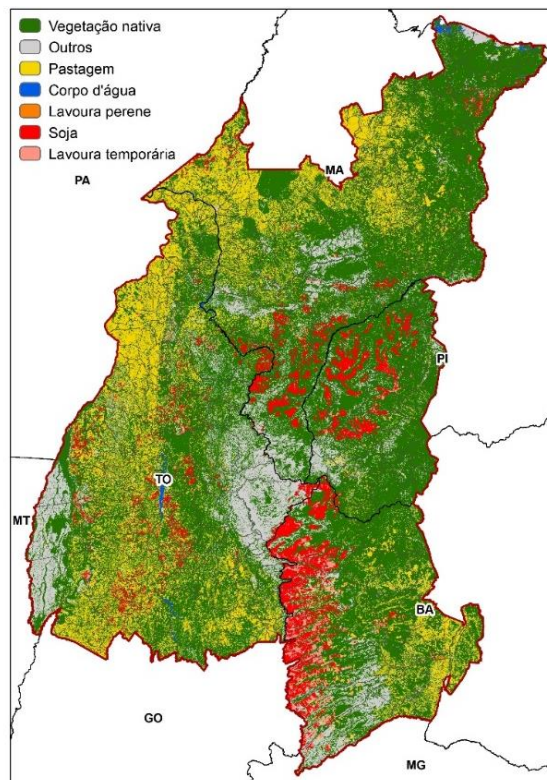 Vegetação nativa
Outros
Pastagem
Corpo d'água
Lavoura perene
Soja
Lavoura temporária
PA
MA
PI
TO
MT
BA
GO
MG